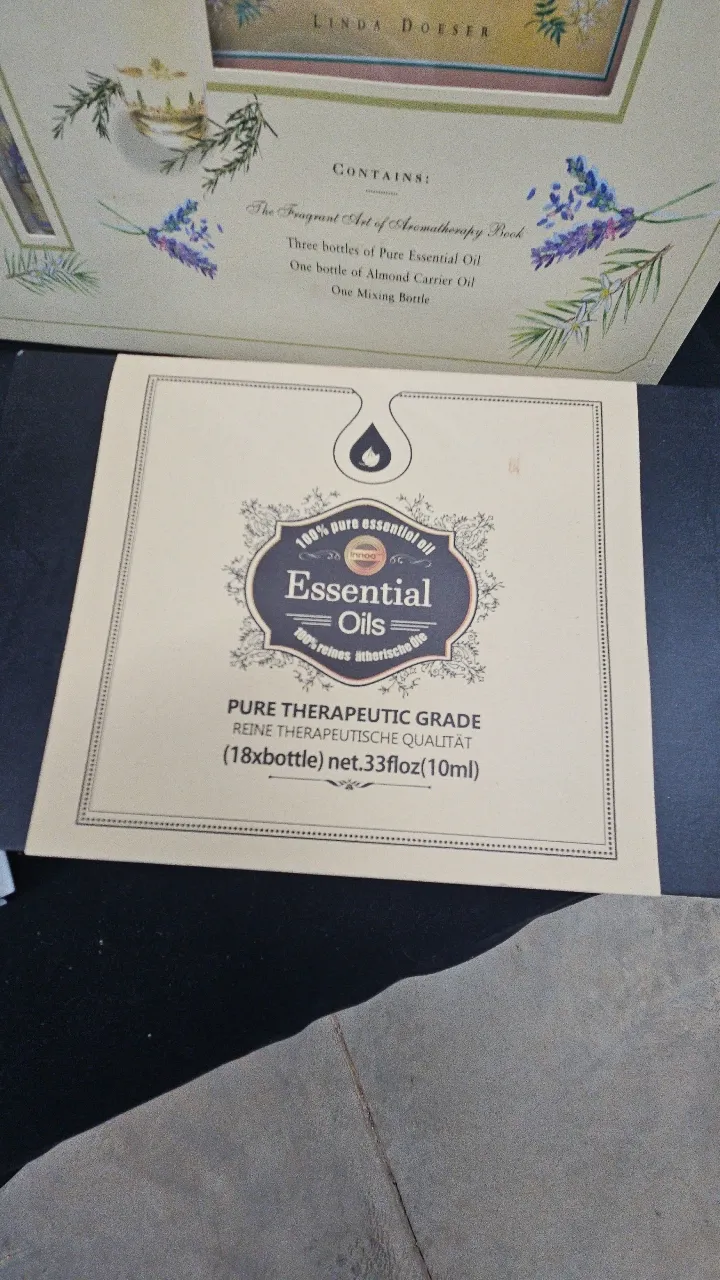 LINDA DOESER
CONTAINS:
The Fragrant Art of Aromatherapy Book
Three bottles of Pure Essential Oil
One bottle of Almond Carrier Oil
One Mixing Bottle
100% pure essentiol oil
Essential
Oils
100% reines ätherische Öle
PURE THERAPEUTIC GRADE
REINE THERAPEUTISCHE QUALITÄT
(18xbottle) net.33floz(10ml)